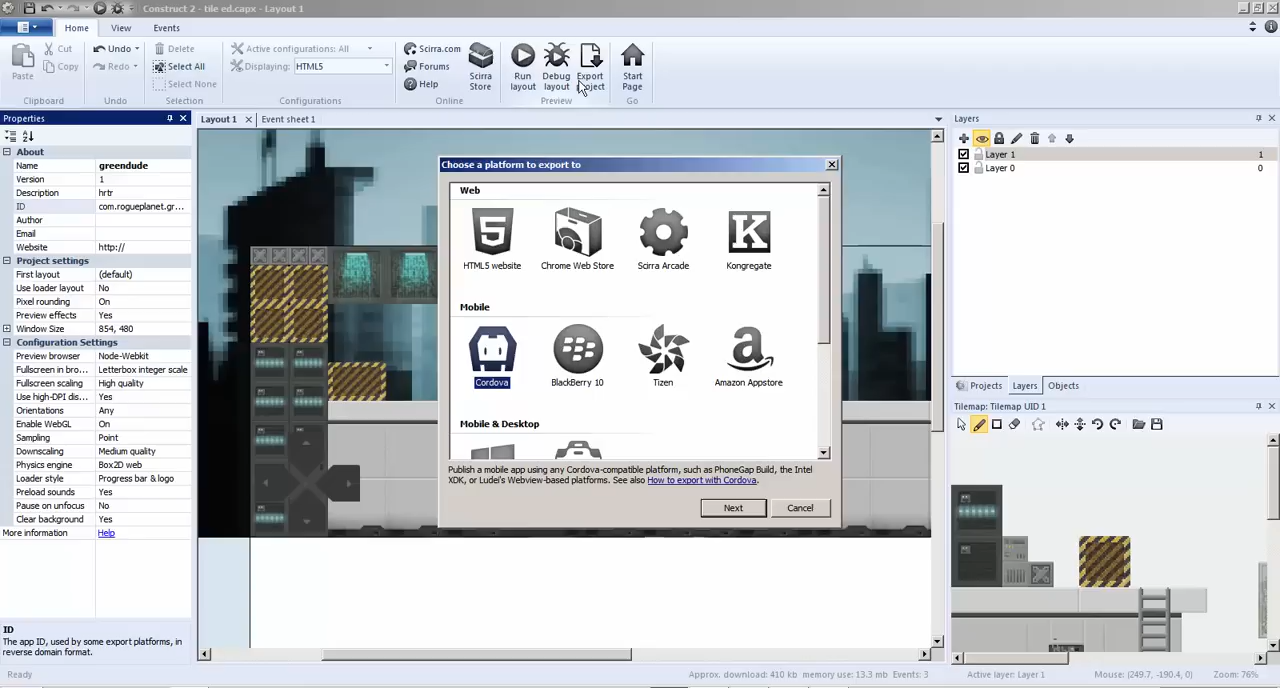 Construct 2 - tile ed.capx - Layout 1
Home
View
Events
Paste
Cut
Copy
Clipboard
Undo
Redo
Undo
Delete
Select All
Select None
Selection
Active configurations: All
Displaying: HTML5
Configurations
Scirra.com
Forums
Help
Scirra Store
Online
Run layout
Debug layout
Export
Preview
Start Page
Go
Properties
About
Name greendude
Version 1
Description hrtr
ID com.rogueplanet.gr...
Author
Email
Website http://
Project settings
First layout (default)
Use loader layout No
Pixel rounding On
Preview effects Yes
Window Size 854, 480
Configuration Settings
Preview browser Node-Webkit
Fullscreen in bro... Letterbox integer scale
Fullscreen scaling High quality
Use high-DPI dis... Yes
Orientations Any
Enable WebGL On
Sampling Point
Downscaling Medium quality
Physics engine Box2D web
Loader style Progress bar & logo
Preload sounds Yes
Pause on unfocus No
Clear background Yes
More information Help
ID
The app ID, used by some export platforms, in
reverse domain format.
Layout 1
Event sheet 1
Choose a platform to export to
Web
HTML5 website
Chrome Web Store
Scirra Arcade
Kongregate
Mobile
Cordova
BlackBerry 10
Tizen
Amazon Appstore
Mobile & Desktop
Publish a mobile app using any Cordova-compatible platform, such as PhoneGap Build, the Intel
XDK, or Ludei's Webview-based platforms. See also How to export with Cordova.
Next
Cancel
Layers
Layer 1 1
Layer 0 0
Projects
Layers
Objects
Tilemap: Tilemap UID 1
Ready
Approx. download: 410 kb
memory use: 13.3 mb
Events: 3
Active layer: Layer 1
Mouse: (249.7, -190.4, 0)
Zoom: 76%